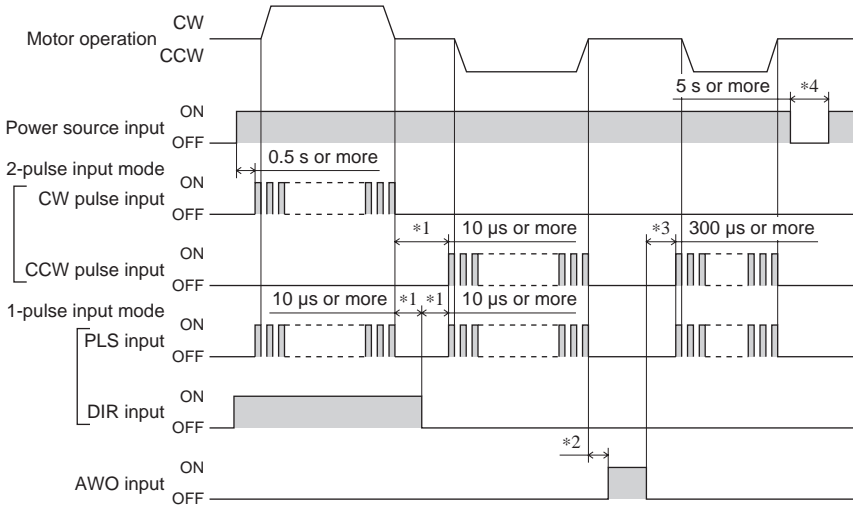 CW
Motor operation
CCW
5 s or more *4
ON
Power source input
OFF
2-pulse input mode
0.5 s or more
ON
CW pulse input
OFF
*1 10 µs or more *3 300 µs or more
ON
CCW pulse input
OFF
1-pulse input mode
10 µs or more *1 *1 10 µs or more
ON
PLS input
OFF
ON
DIR input
OFF
*2
ON
AWO input
OFF